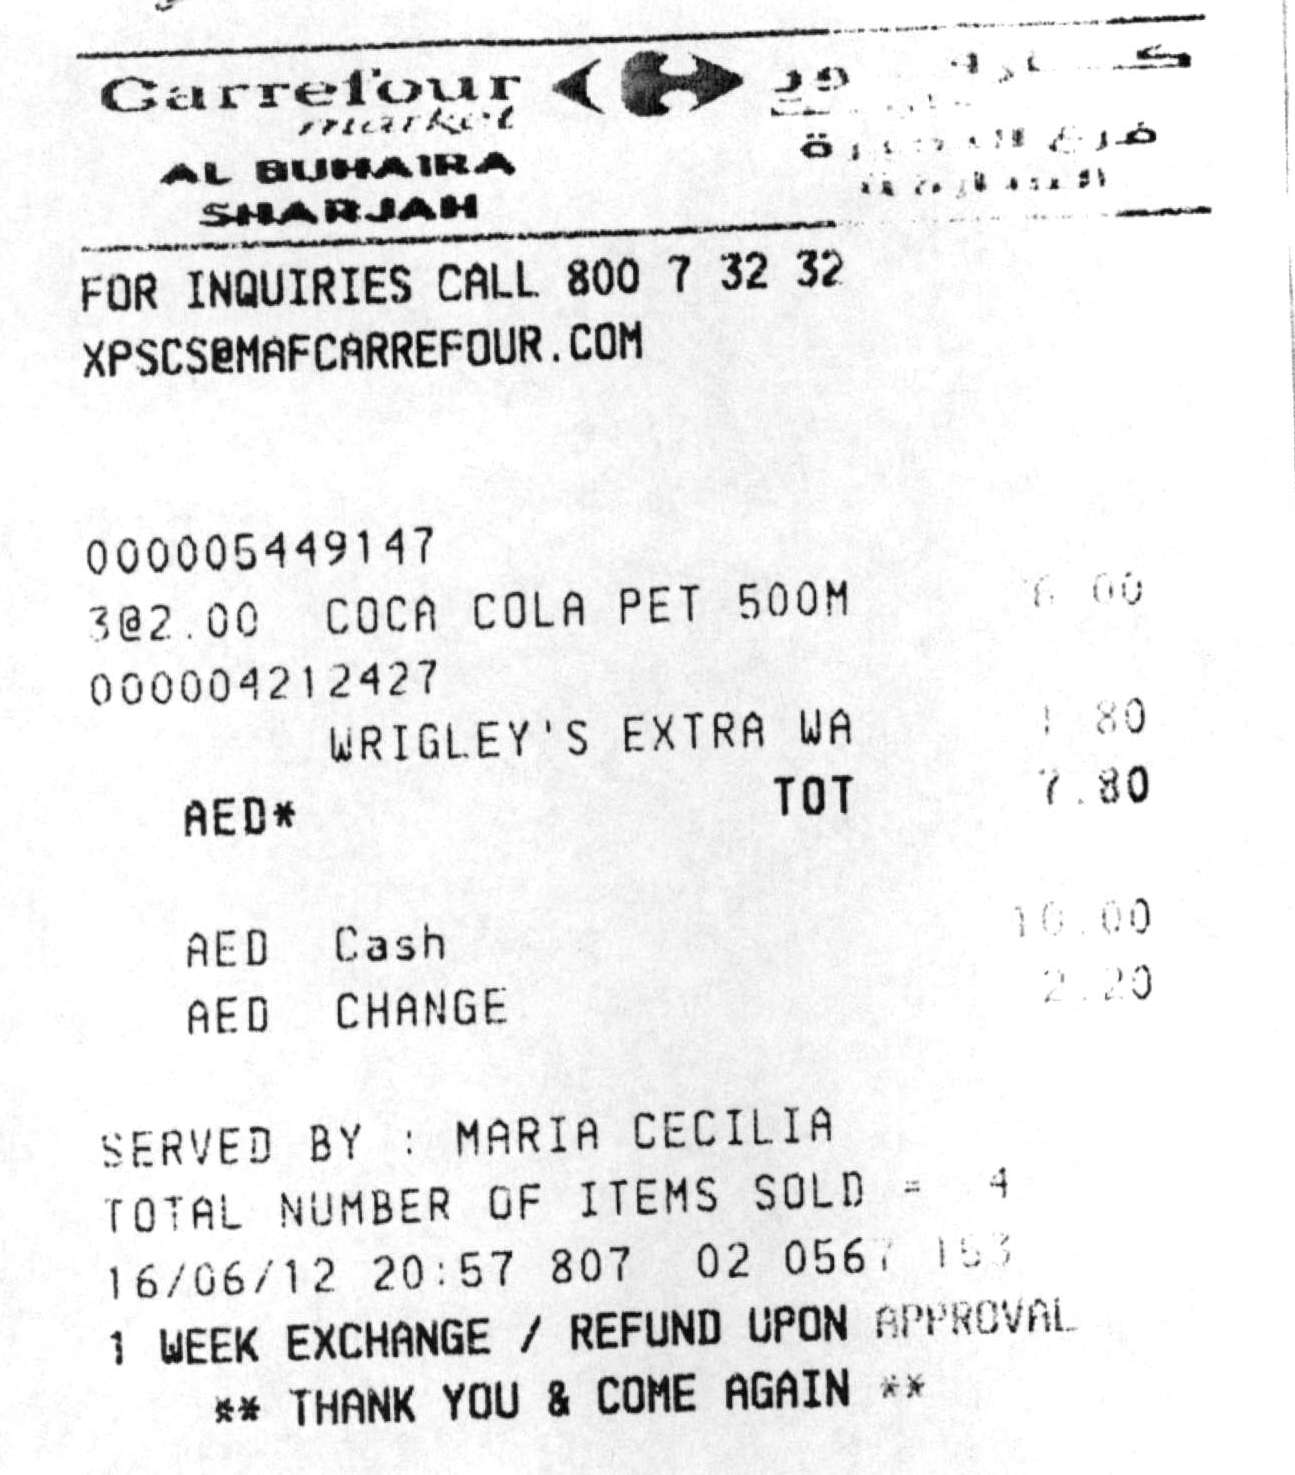 Carrefour
market
AL BUHAIRA
SHARJAH
فرع
FOR INQUIRIES CALL 800 7 32 32
XPSCS@MAFCARREFOUR.COM
000005449147
3@2.00 COCA COLA PET 500M 6.00
000004212427
WRIGLEY'S EXTRA WA 1.80
AED* TOT 7.80
AED Cash 10.00
AED CHANGE 2.20
SERVED BY : MARIA CECILIA
TOTAL NUMBER OF ITEMS SOLD = 4
16/06/12 20:57 807 02 0567 153
1 WEEK EXCHANGE / REFUND UPON APPROVAL
** THANK YOU & COME AGAIN **